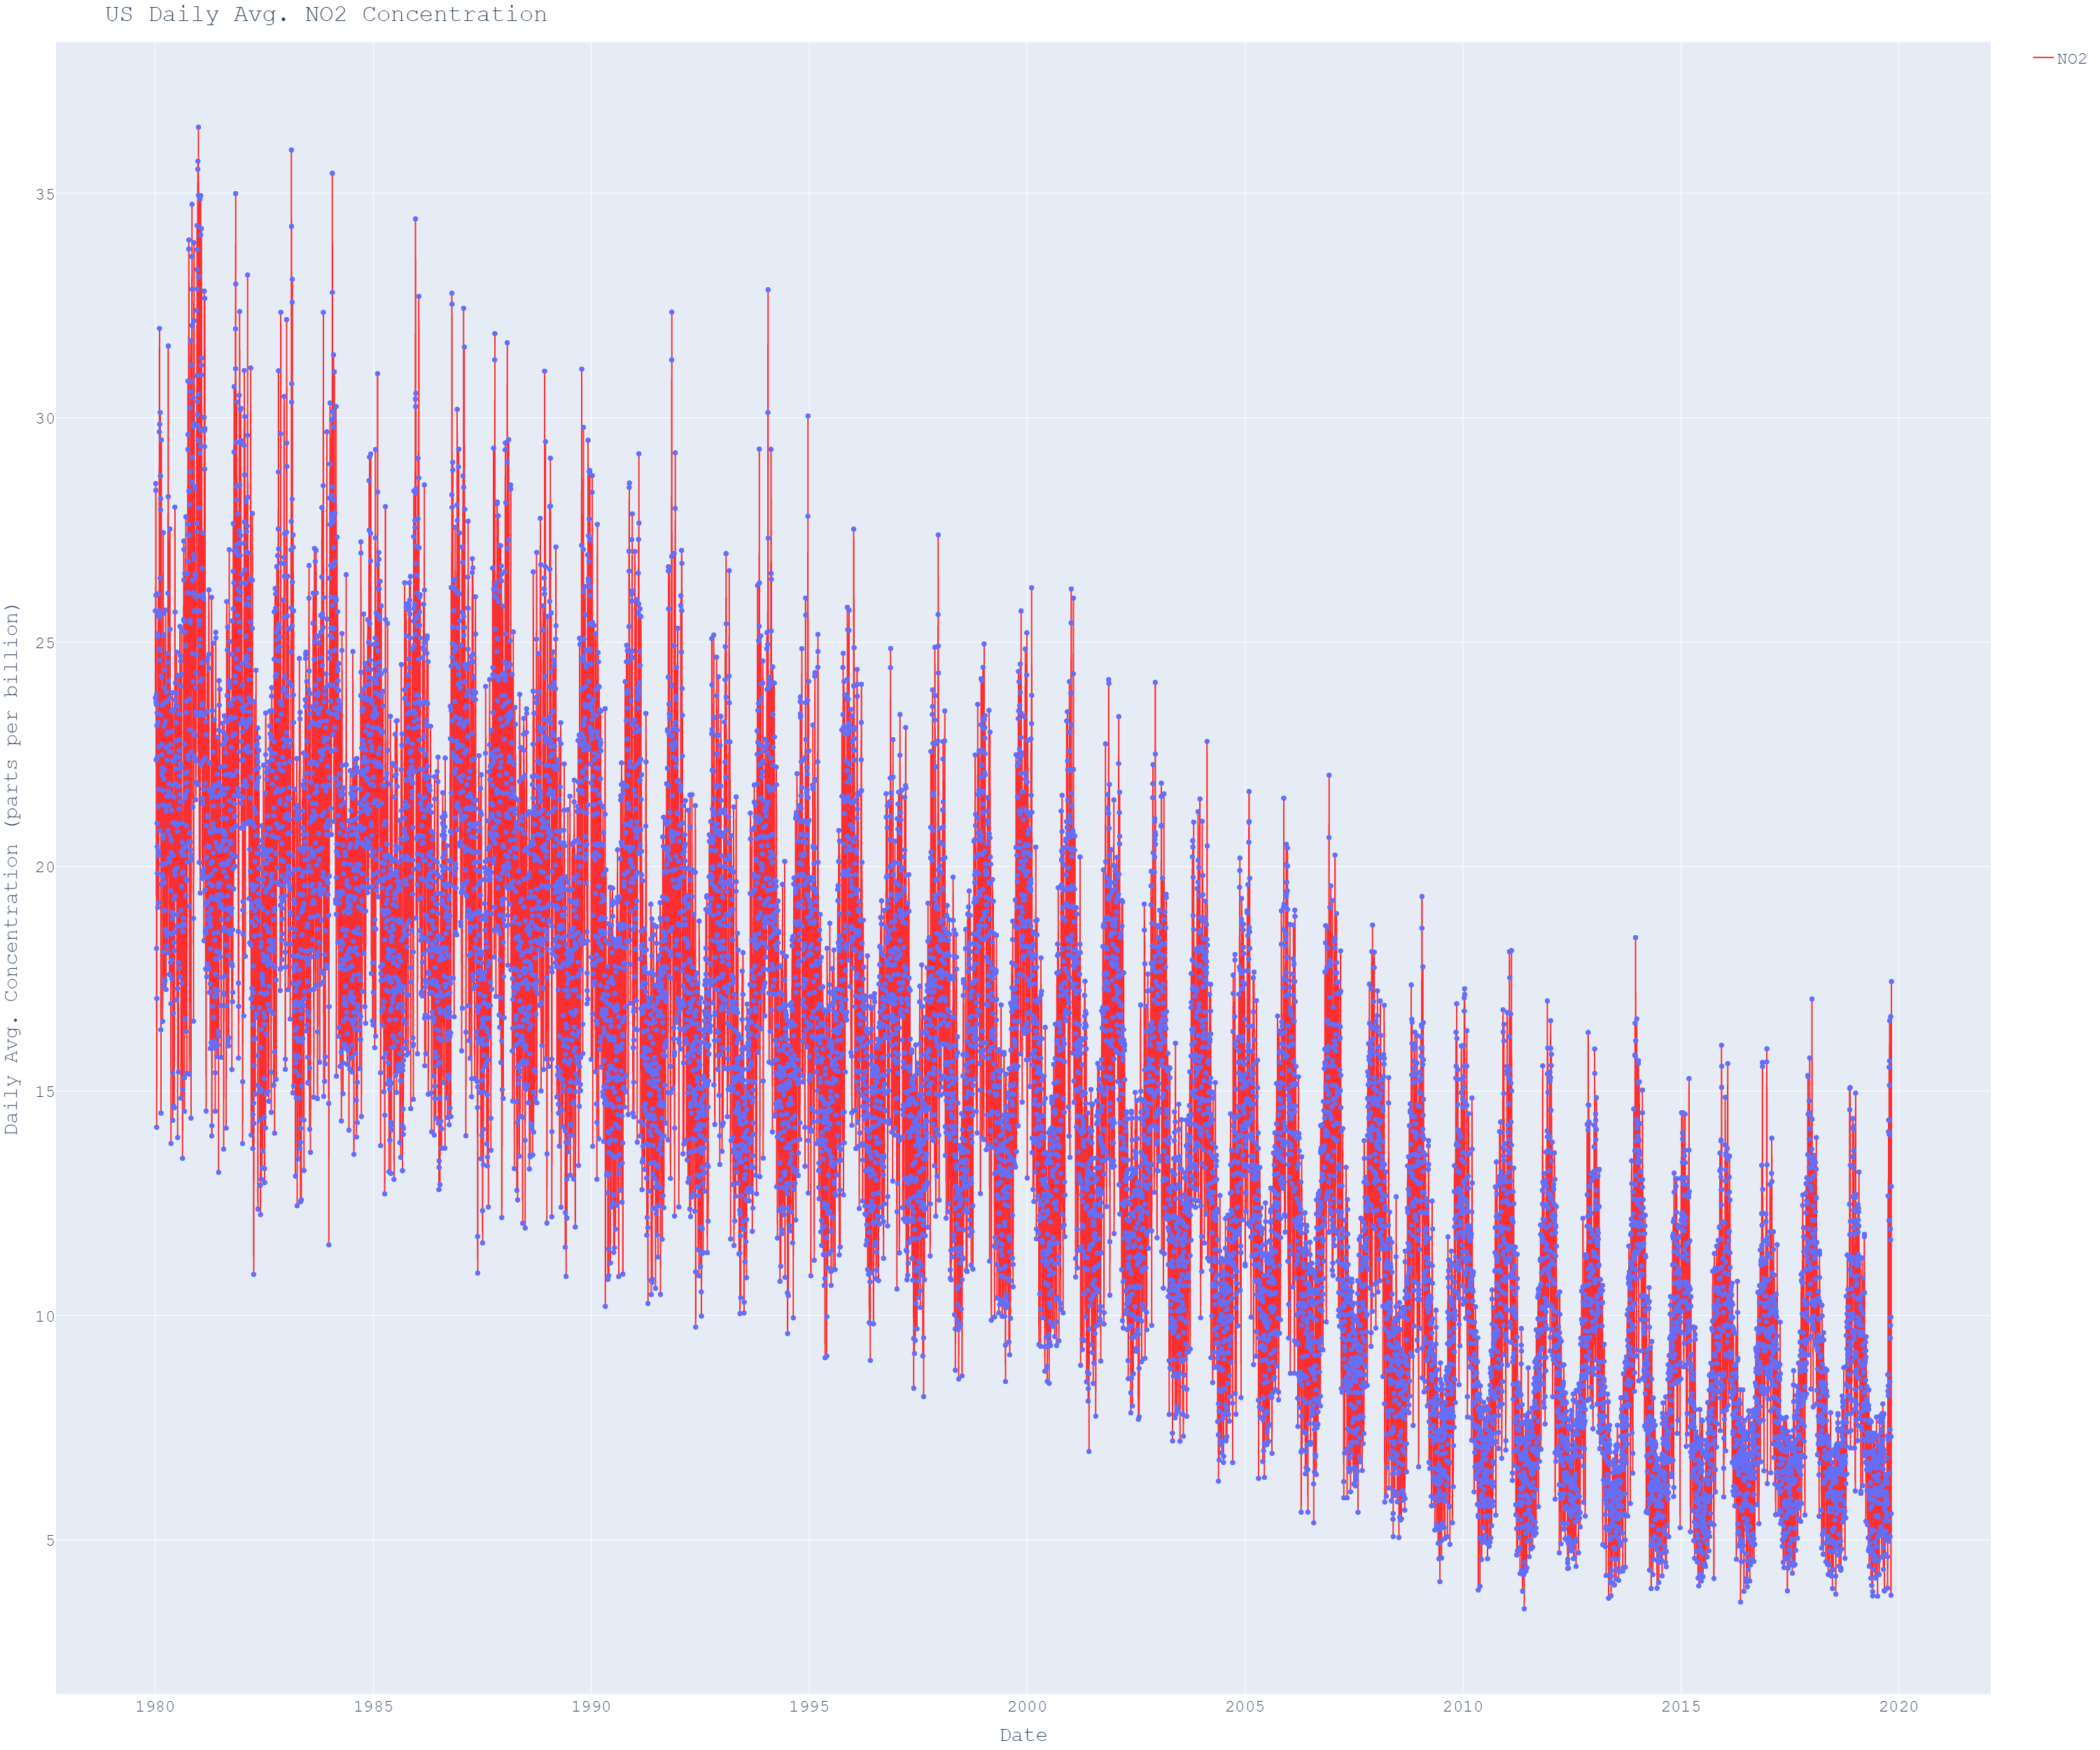 US Daily Avg. NO2 Concentration
NO2
Daily Avg. Concentration (parts per billion)
35
30
25
20
15
10
5
1980 1985 1990 1995 2000 2005 2010 2015 2020
Date